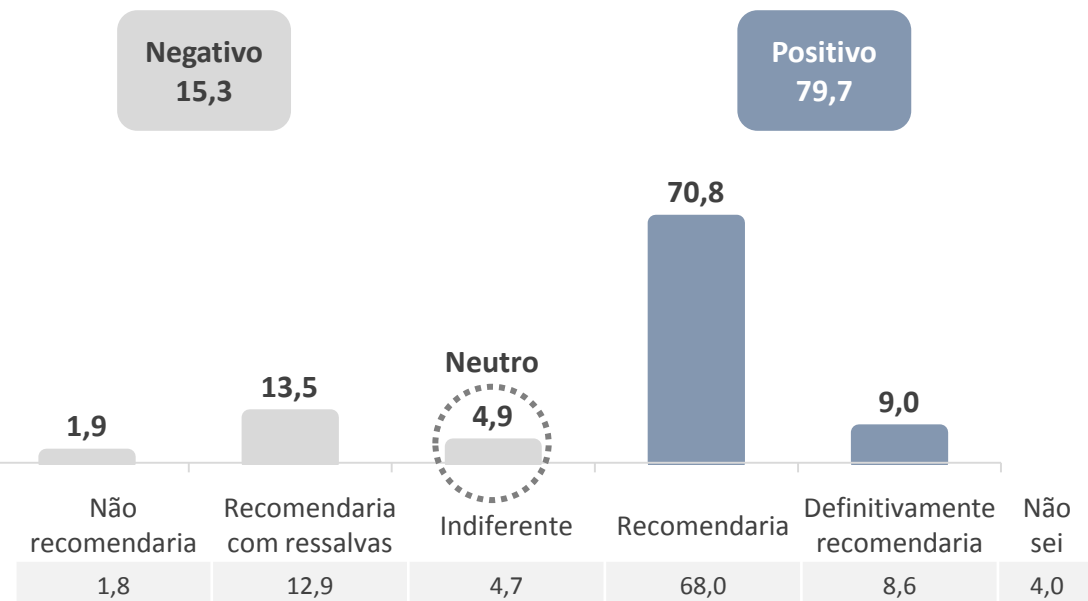 Negativo
15,3
Positivo
79,7
70,8
Neutro
13,5
4,9
9,0
1,9
Não
recomendaria
Recomendaria
com ressalvas
Indiferente
Recomendaria
Definitivamente
recomendaria
Não
sei
1,8
12,9
4,7
68,0
8,6
4,0